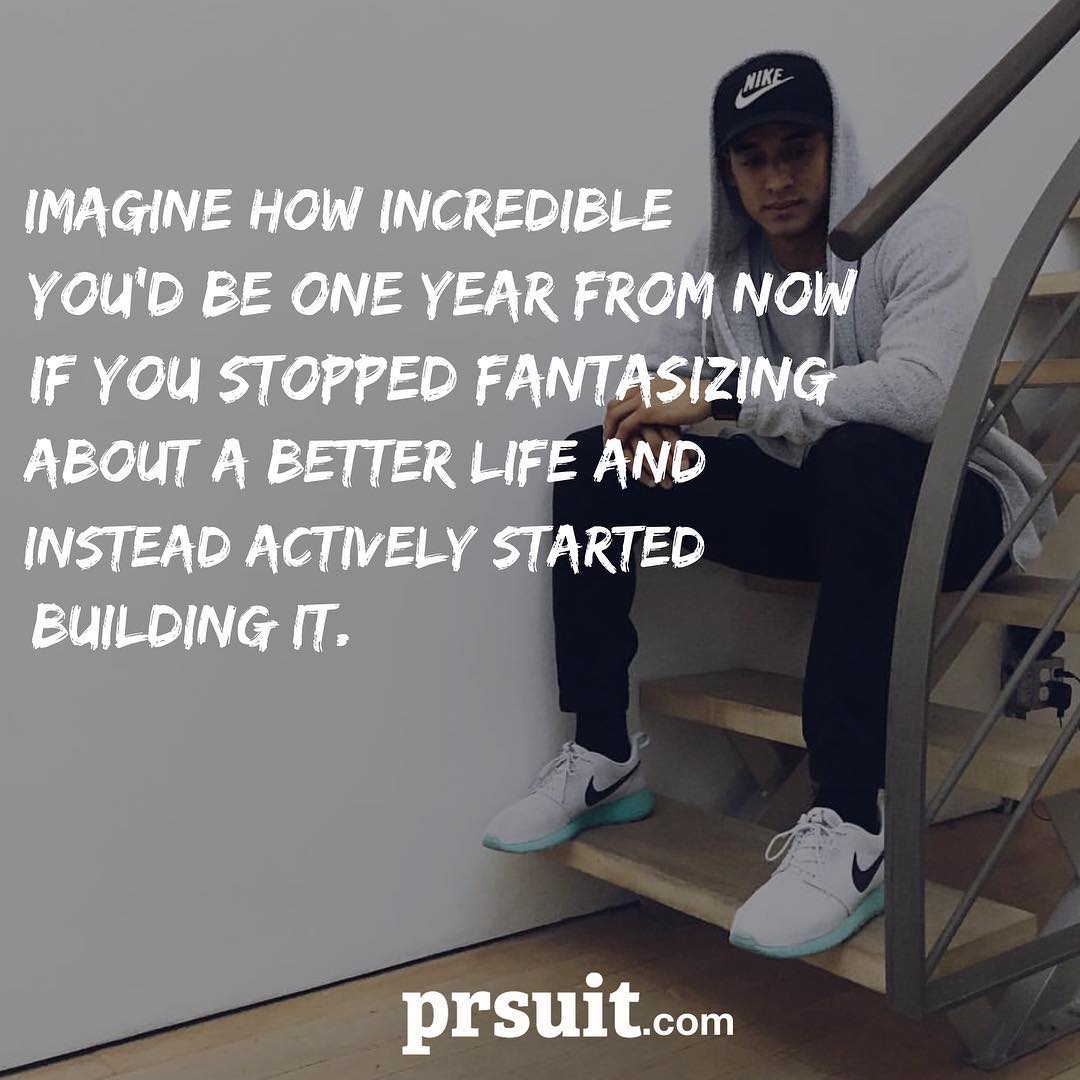 NIKE
IMAGINE HOW INCREDIBLE
YOU'D BE ONE YEAR FROM NOW
IF YOU STOPPED FANTASIZING
ABOUT A BETTER LIFE AND
INSTEAD ACTIVELY STARTED
BUILDING IT.
prsuit.com